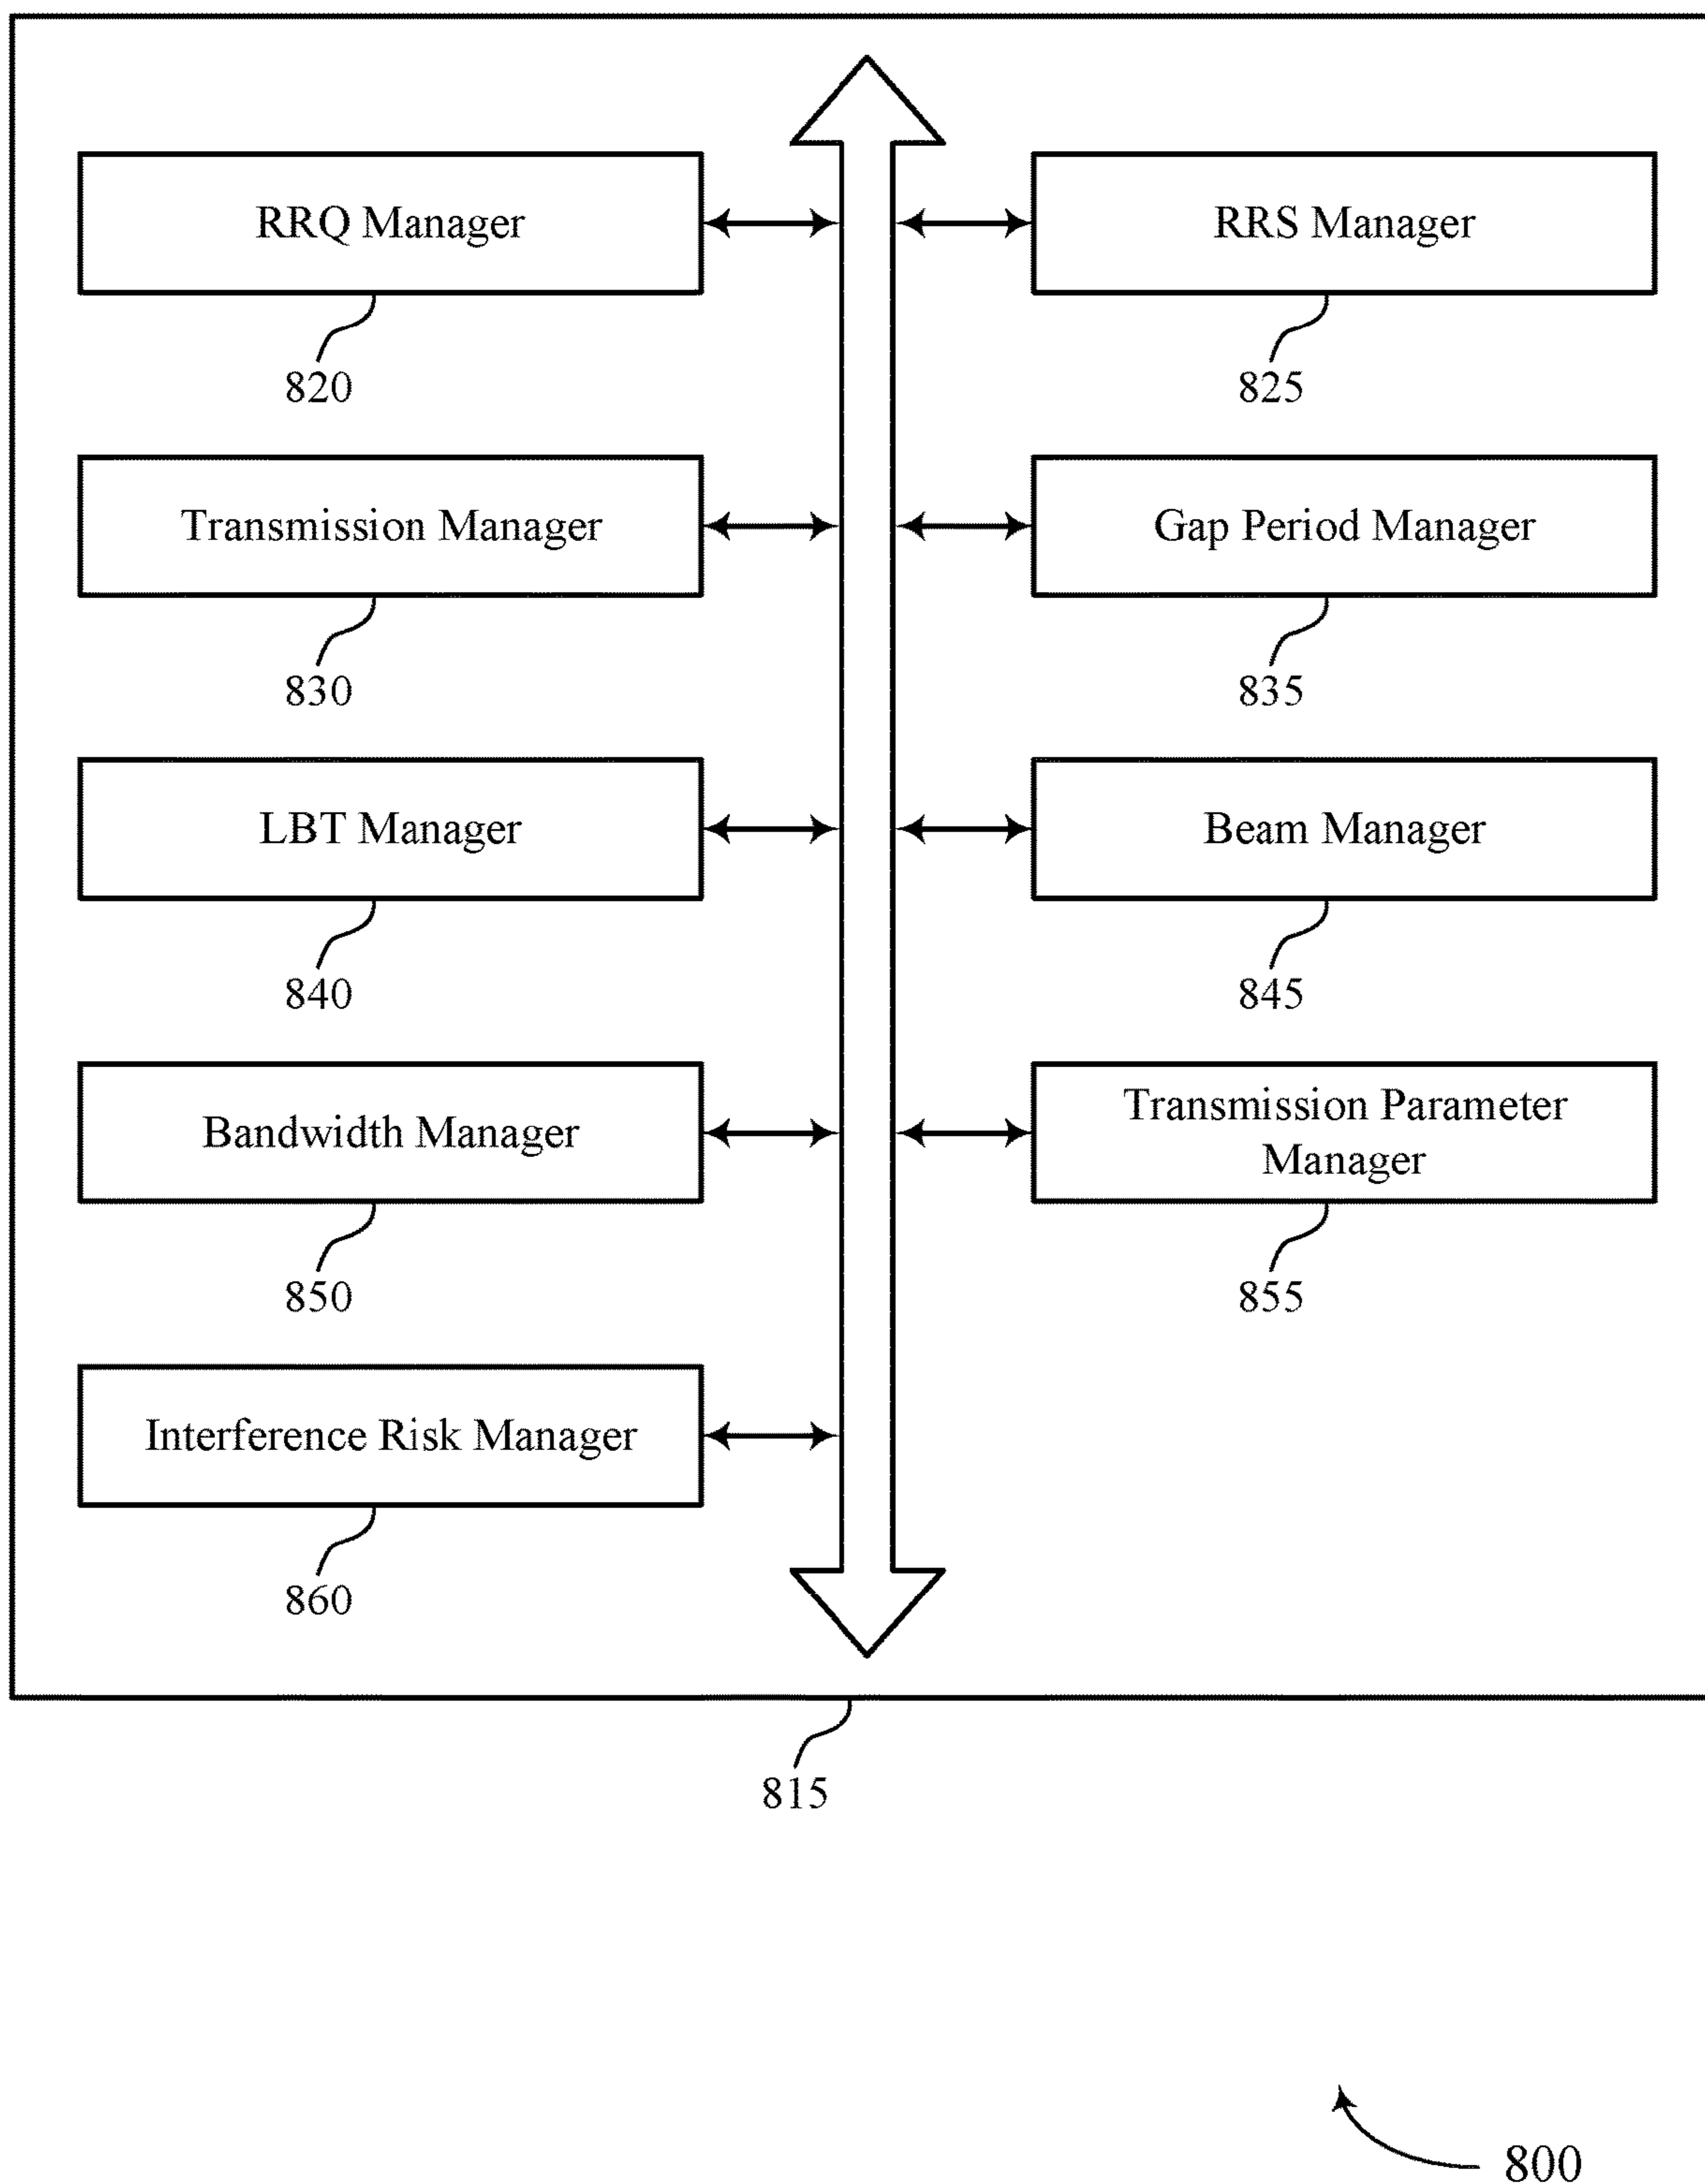 RRQ Manager
RRS Manager
820
825
Transmission Manager
Gap Period Manager
830
835
LBT Manager
Beam Manager
840
845
Bandwidth Manager
Transmission Parameter
Manager
850
855
Interference Risk Manager
860
815
800